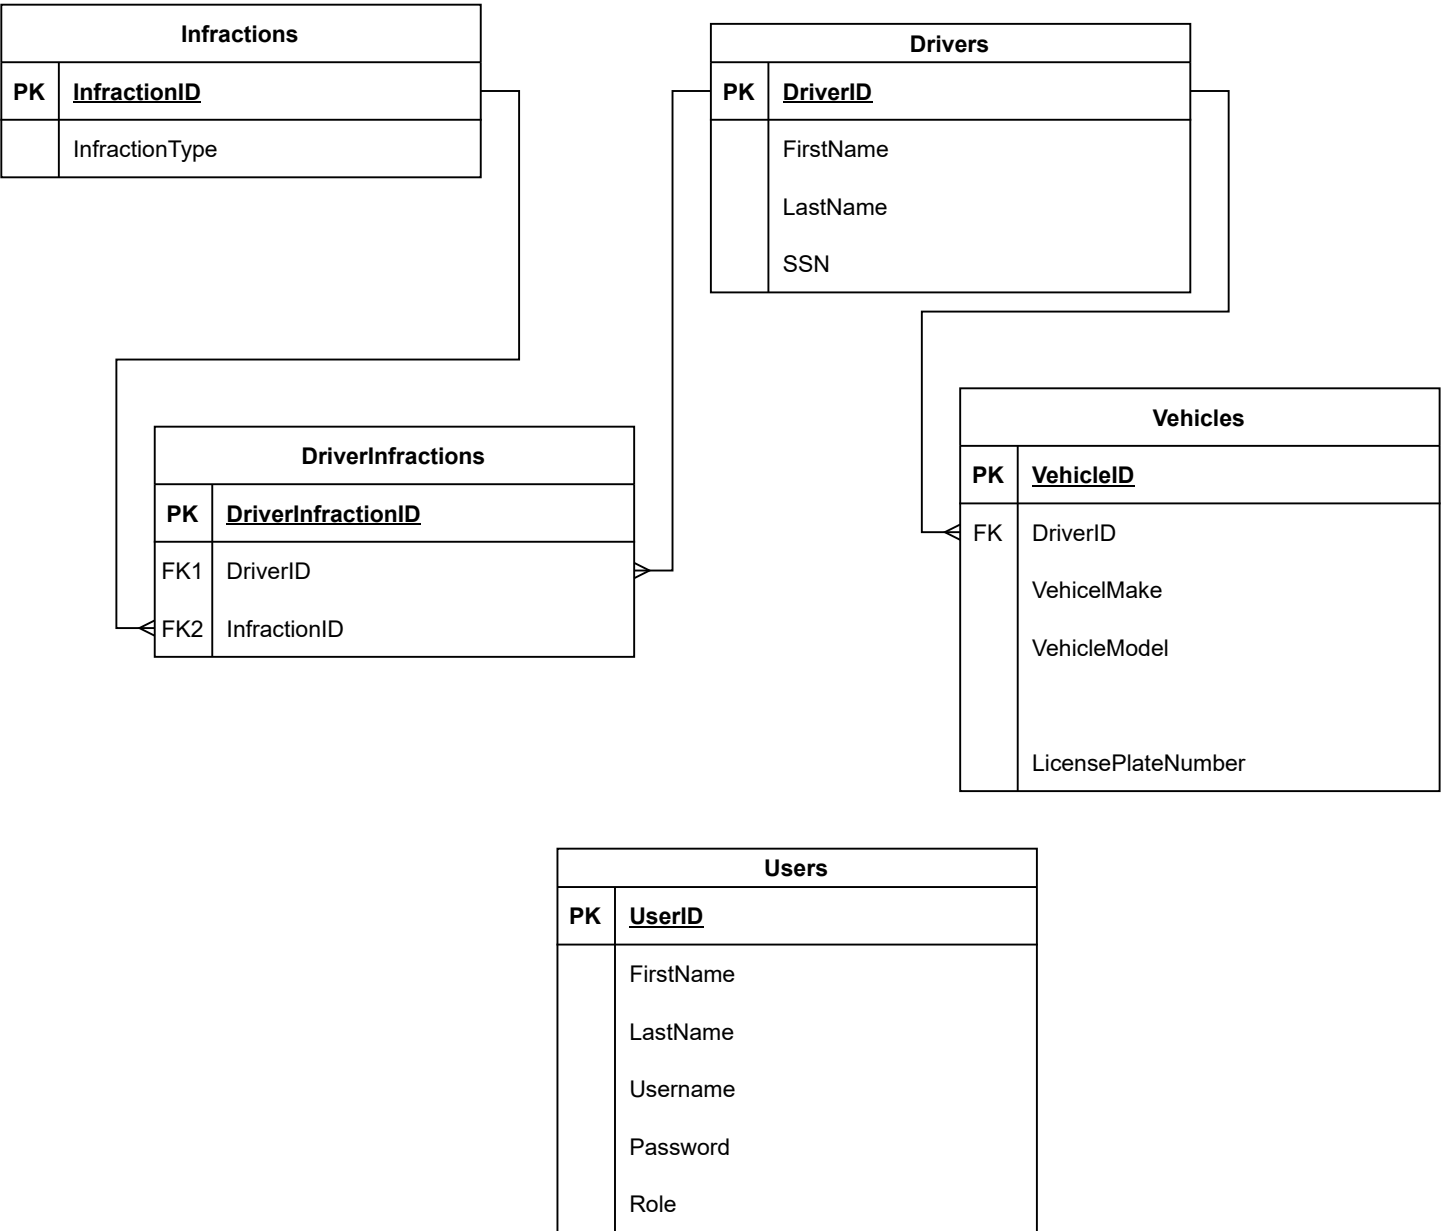 Infractions
PK InfractionID
InfractionType
Drivers
PK DriverID
FirstName
LastName
SSN
DriverInfractions
PK DriverInfractionID
FK1 DriverID
FK2 InfractionID
Vehicles
PK VehicleID
FK DriverID
VehicelMake
VehicleModel
LicensePlateNumber
Users
PK UserID
FirstName
LastName
Username
Password
Role